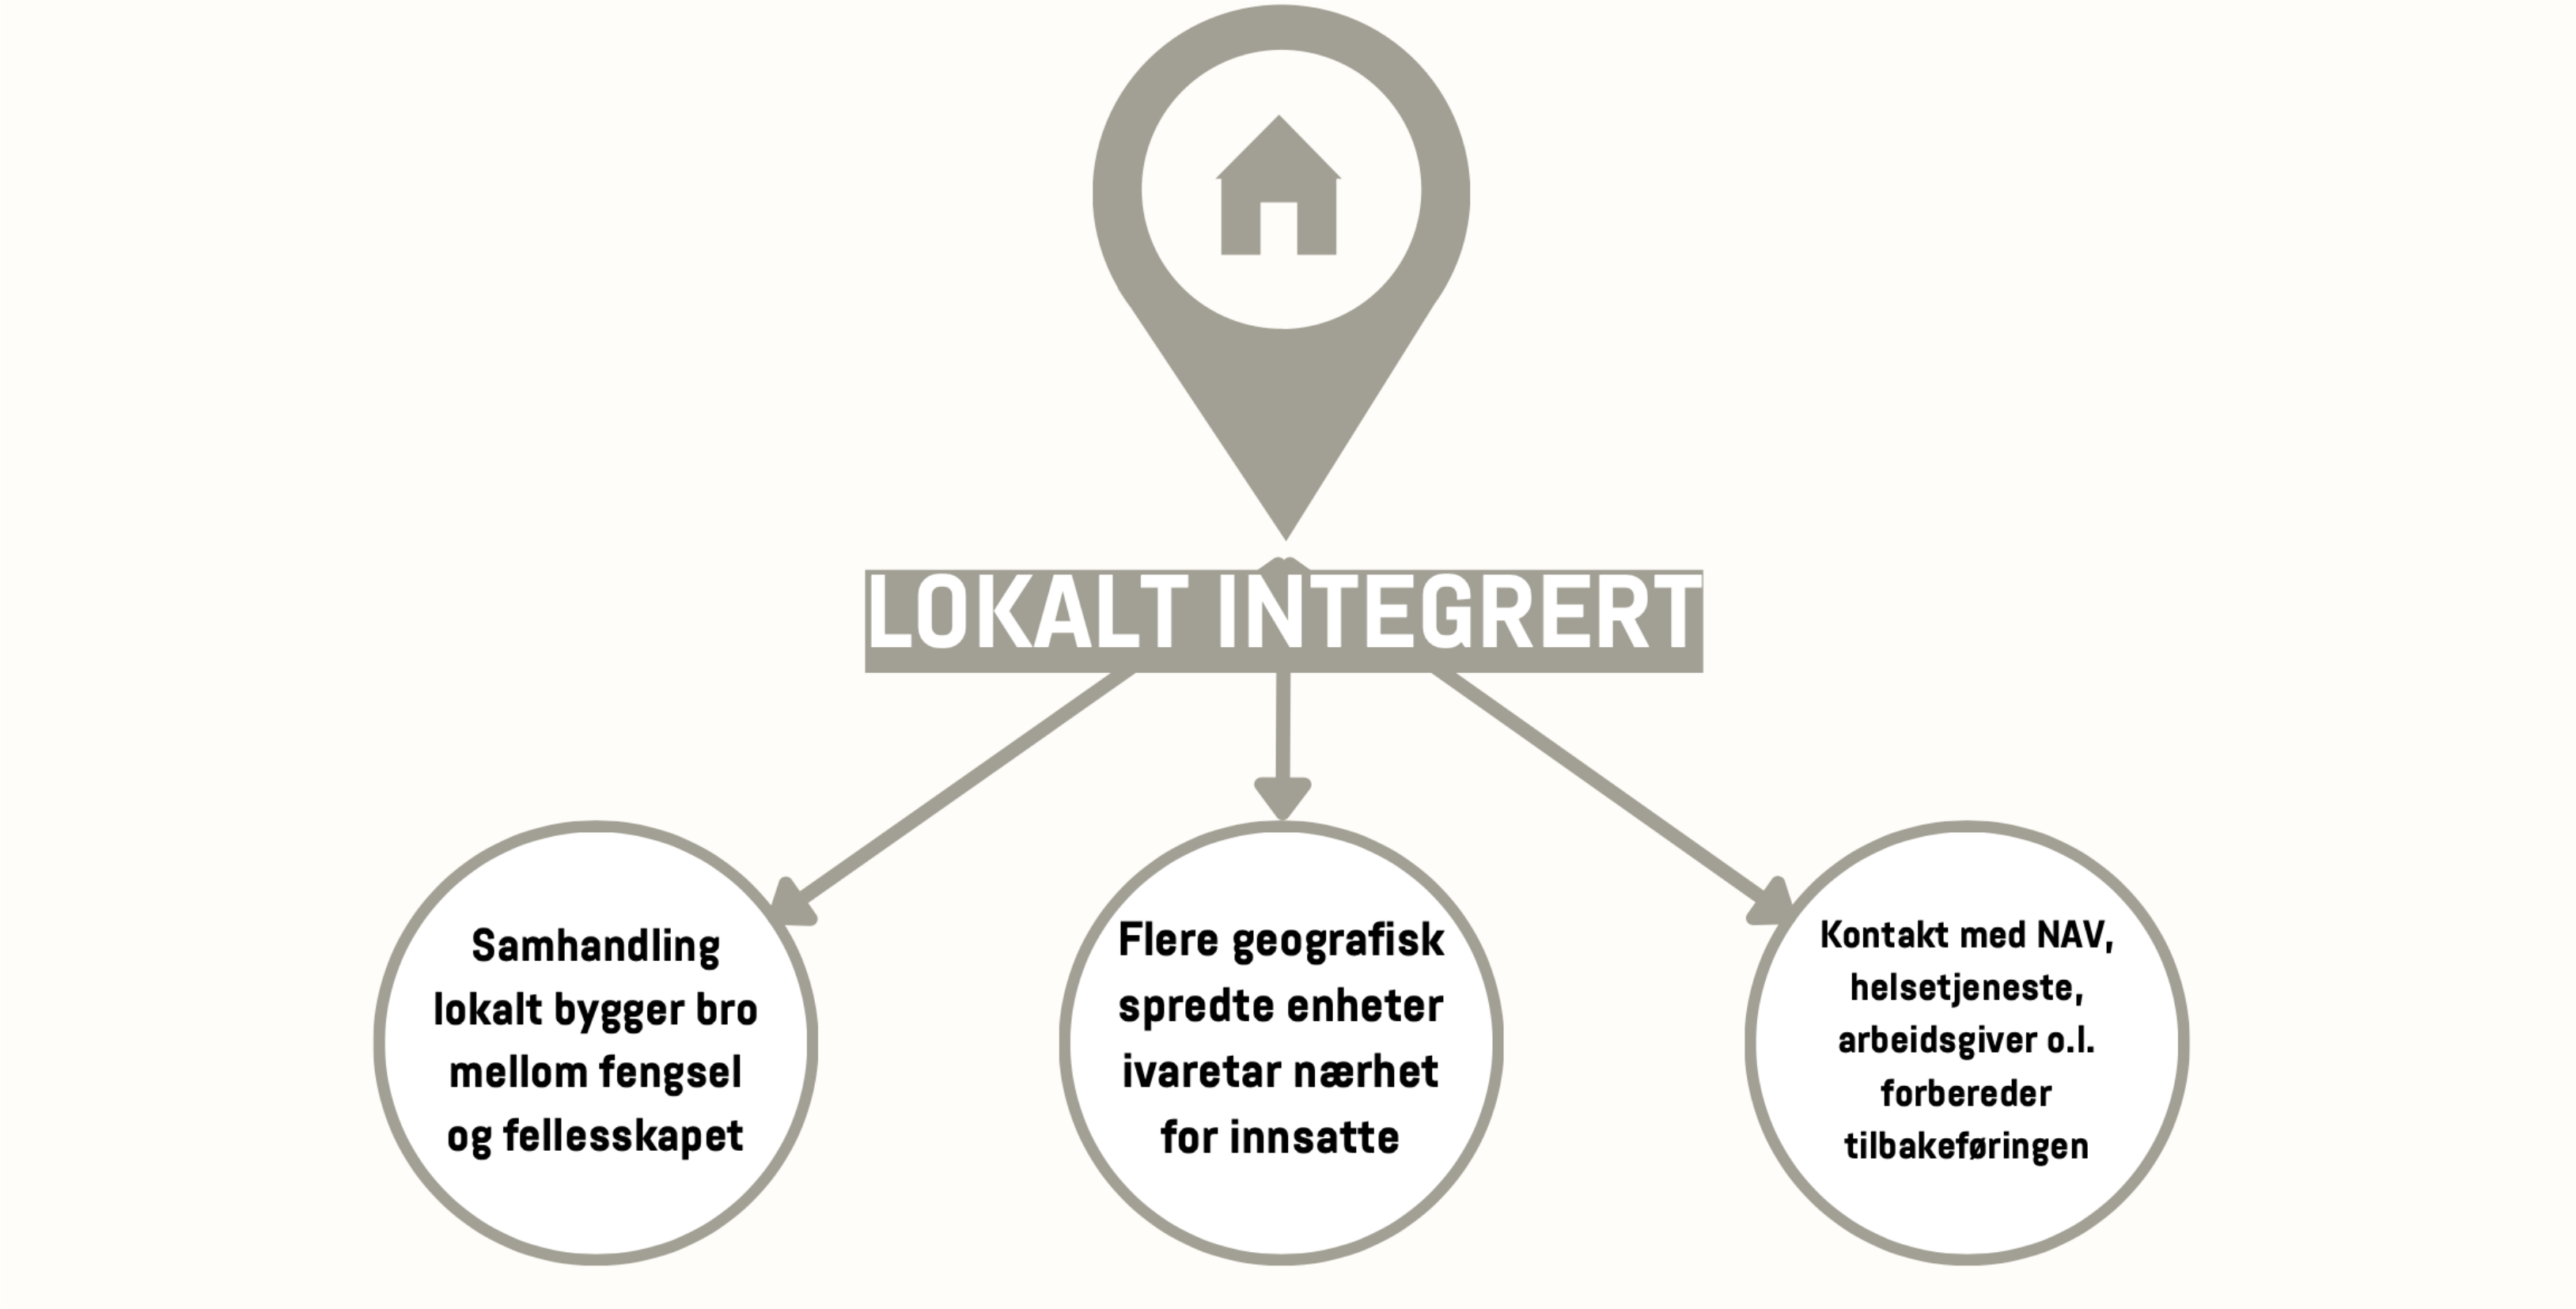 LOKALT INTEGRERT
Samhandling
lokalt bygger bro
mellom fengsel
og fellesskapet
Flere geografisk
spredte enheter
ivaretar nærhet
for innsatte
Kontakt med NAV,
helsetjeneste,
arbeidsgiver o.l.
forbereder
tilbakeføringen